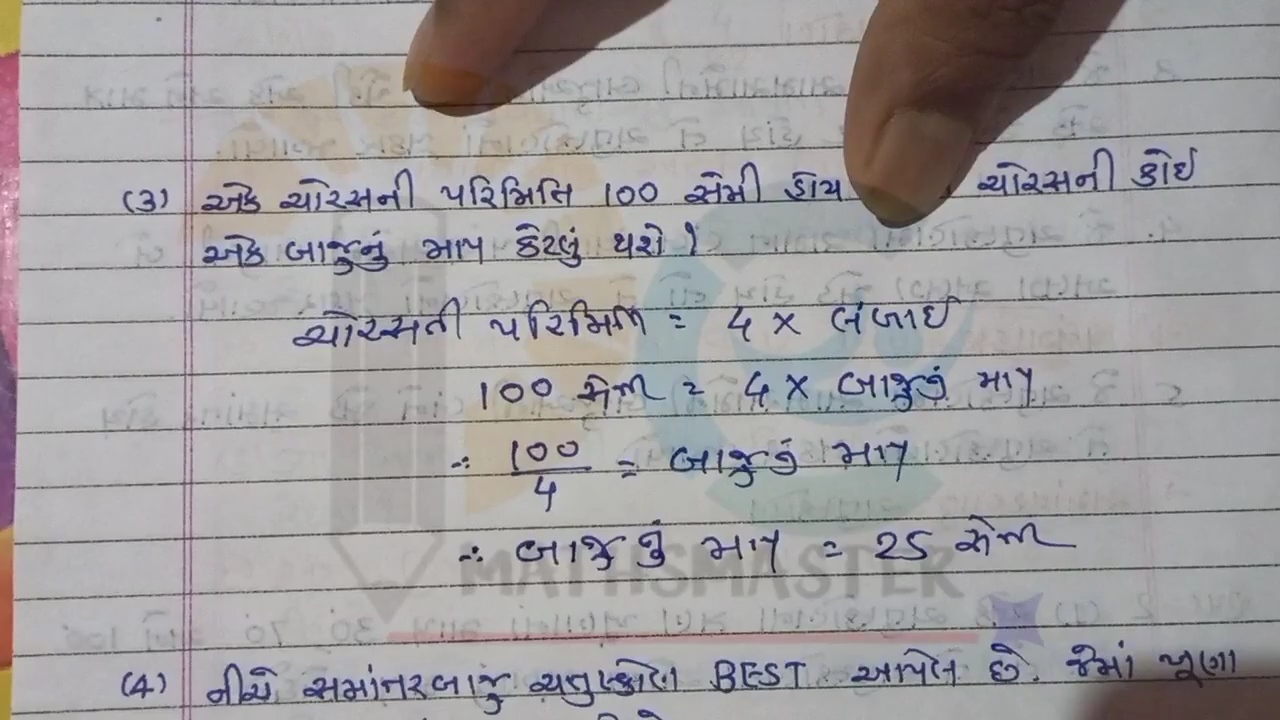 (૩) એક ચોરસની પરિમિતિ 100 સેમી હોય ચોરસની કોઇ
એક બાજુનું માપ કેટલું થશે ?
ચોરસની પરિમિતિ = 4 × લંબાઈ
100 સેમી = 4 × બાજુનું માપ
∴ 100/4 = બાજુનું માપ
∴ બાજુનું માપ = 25 સેમી
MATHSMASTER
(4) નીચે સમાંતરબાજુ ચતુષ્કોણ BEST આપેલ છે. જેમાં ખૂણા